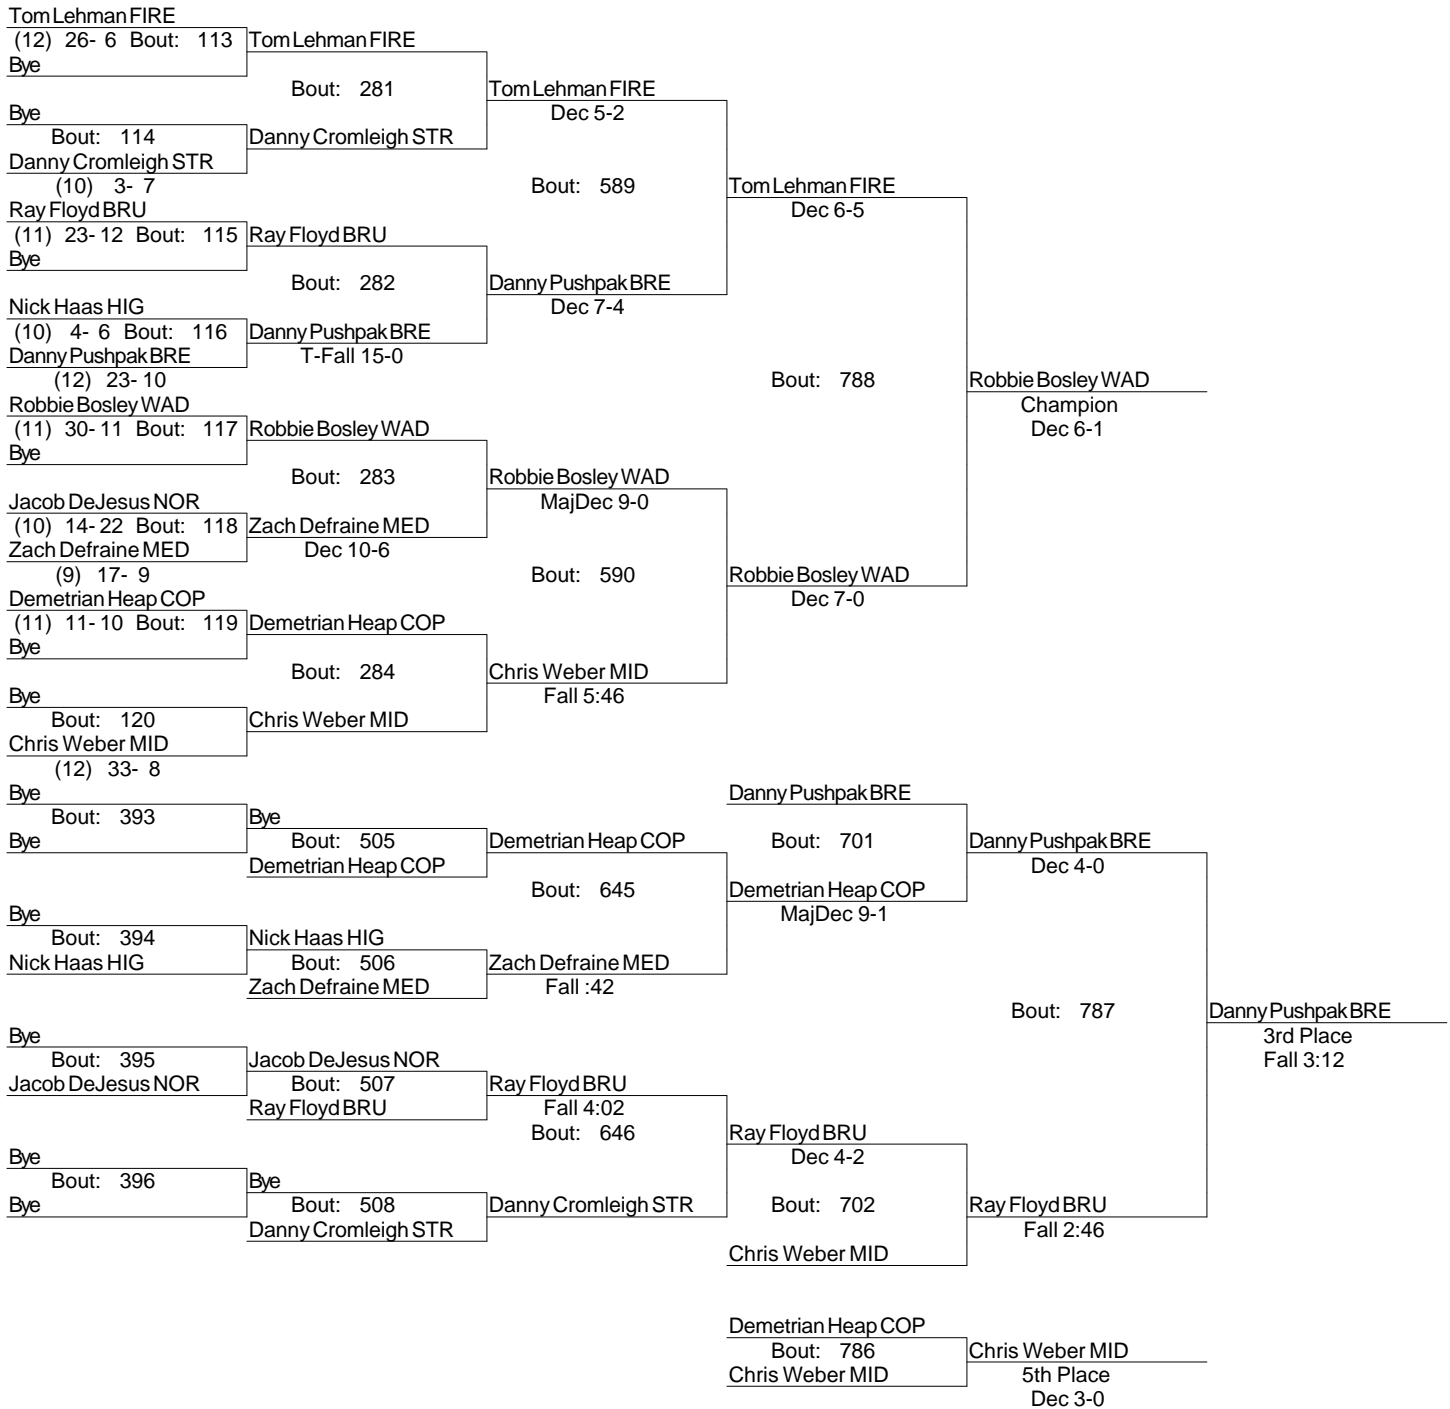 Tom Lehman FIRE
(12) 26- 6 Bout: 113 Tom Lehman FIRE
Bye
Bout: 281 Tom Lehman FIRE
Bye Dec 5-2
Bout: 114 Danny Cromleigh STR
Danny Cromleigh STR
(10) 3- 7 Bout: 589 Tom Lehman FIRE
Ray Floyd BRU Dec 6-5
(11) 23- 12 Bout: 115 Ray Floyd BRU
Bye
Bout: 282 Danny Pushpak BRE
Nick Haas HIG Dec 7-4
(10) 4- 6 Bout: 116 Danny Pushpak BRE
Danny Pushpak BRE T-Fall 15-0
(12) 23- 10 Bout: 788 Robbie Bosley WAD
Robbie Bosley WAD Champion
(11) 30- 11 Bout: 117 Robbie Bosley WAD Dec 6-1
Bye
Bout: 283 Robbie Bosley WAD
Jacob DeJesus NOR MajDec 9-0
(10) 14- 22 Bout: 118 Zach Defraine MED
Zach Defraine MED Dec 10-6
(9) 17- 9 Bout: 590 Robbie Bosley WAD
Demetrian Heap COP Dec 7-0
(11) 11- 10 Bout: 119 Demetrian Heap COP
Bye
Bout: 284 Chris Weber MID
Bye Fall 5:46
Bout: 120 Chris Weber MID
Chris Weber MID
(12) 33- 8
Bye Danny Pushpak BRE
Bout: 393 Bye
Bye Bout: 505 Demetrian Heap COP Bout: 701 Danny Pushpak BRE
Demetrian Heap COP Dec 4-0
Bout: 645 Demetrian Heap COP
Bye MajDec 9-1
Bout: 394 Nick Haas HIG
Nick Haas HIG Bout: 506 Zach Defraine MED
Zach Defraine MED Fall :42
Bout: 787 Danny Pushpak BRE
Bye 3rd Place
Bout: 395 Jacob DeJesus NOR Fall 3:12
Jacob DeJesus NOR Bout: 507 Ray Floyd BRU
Ray Floyd BRU Fall 4:02
Bout: 646 Ray Floyd BRU
Bye Dec 4-2
Bout: 396 Bye
Bye Bout: 508 Danny Cromleigh STR Bout: 702 Ray Floyd BRU
Danny Cromleigh STR Fall 2:46
Chris Weber MID
Demetrian Heap COP
Bout: 786 Chris Weber MID
Chris Weber MID 5th Place
Dec 3-0